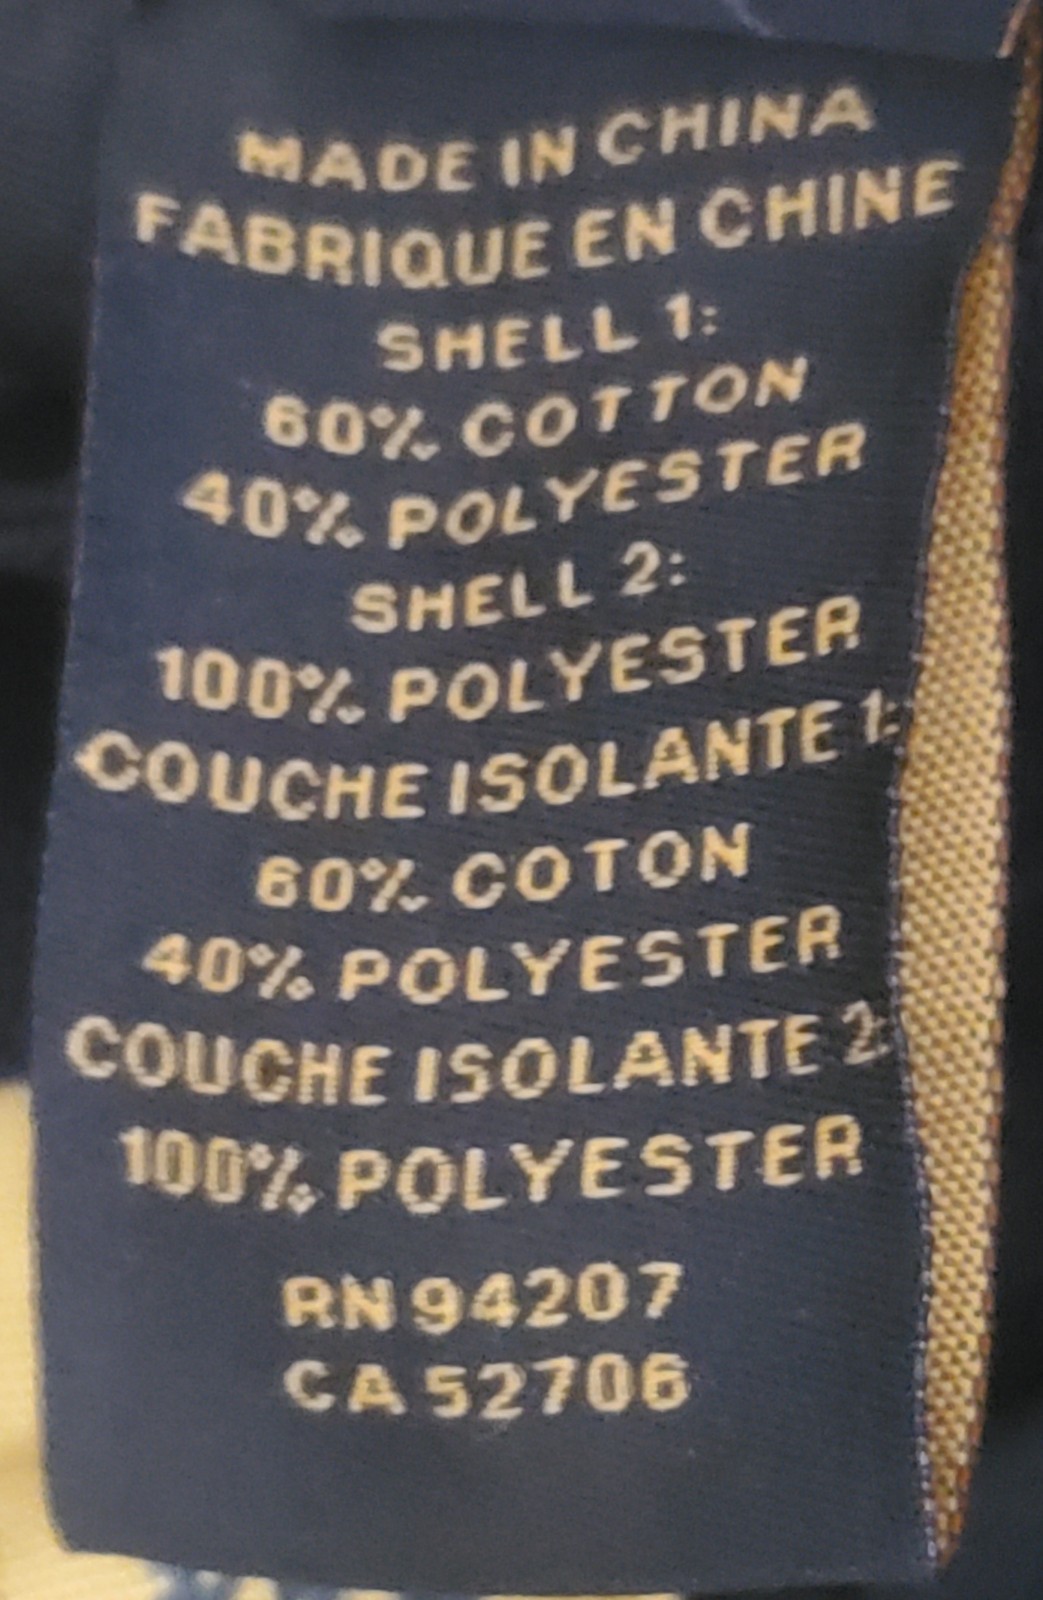 MADE IN CHINA
FABRIQUE EN CHINE
SHELL 1:
60% COTTON
40% POLYESTER
SHELL 2:
100% POLYESTER
COUCHE ISOLANTE 1:
60% COTON
40% POLYESTER
COUCHE ISOLANTE 2:
100% POLYESTER
RN 94207
CA 52706